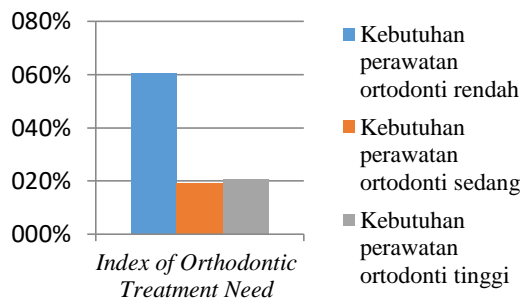 080%
060%
040%
020%
000%
Index of Orthodontic
Treatment Need
Kebutuhan
perawatan
ortodonti rendah
Kebutuhan
perawatan
ortodonti sedang
Kebutuhan
perawatan
ortodonti tinggi